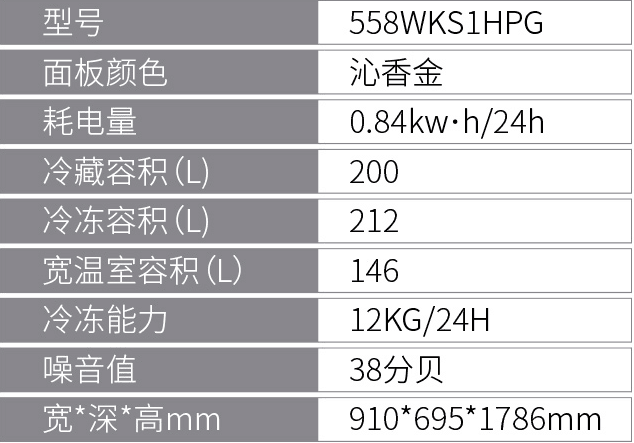 型号 558WKS1HPG
面板颜色 沁香金
耗电量 0.84kw·h/24h
冷藏容积(L) 200
冷冻容积(L) 212
宽温室容积(L) 146
冷冻能力 12KG/24H
噪音值 38分贝
宽*深*高mm 910*695*1786mm